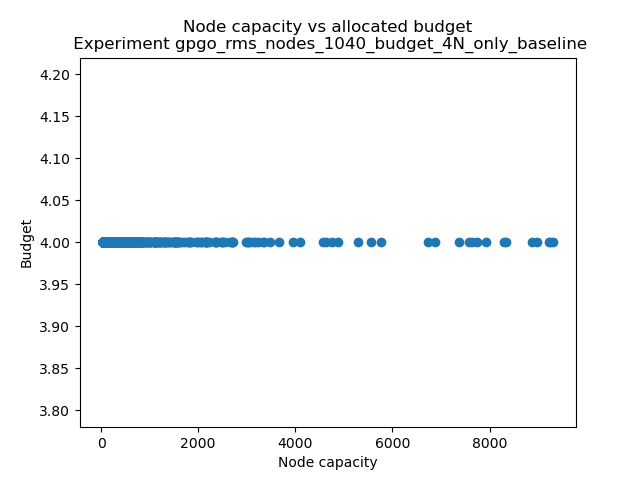 Node capacity vs allocated budget
Experiment gpgo_rms_nodes_1040_budget_4N_only_baseline
4.20
4.15
4.10
4.05
4.00
3.95
3.90
3.85
3.80
Budget
0 2000 4000 6000 8000
Node capacity